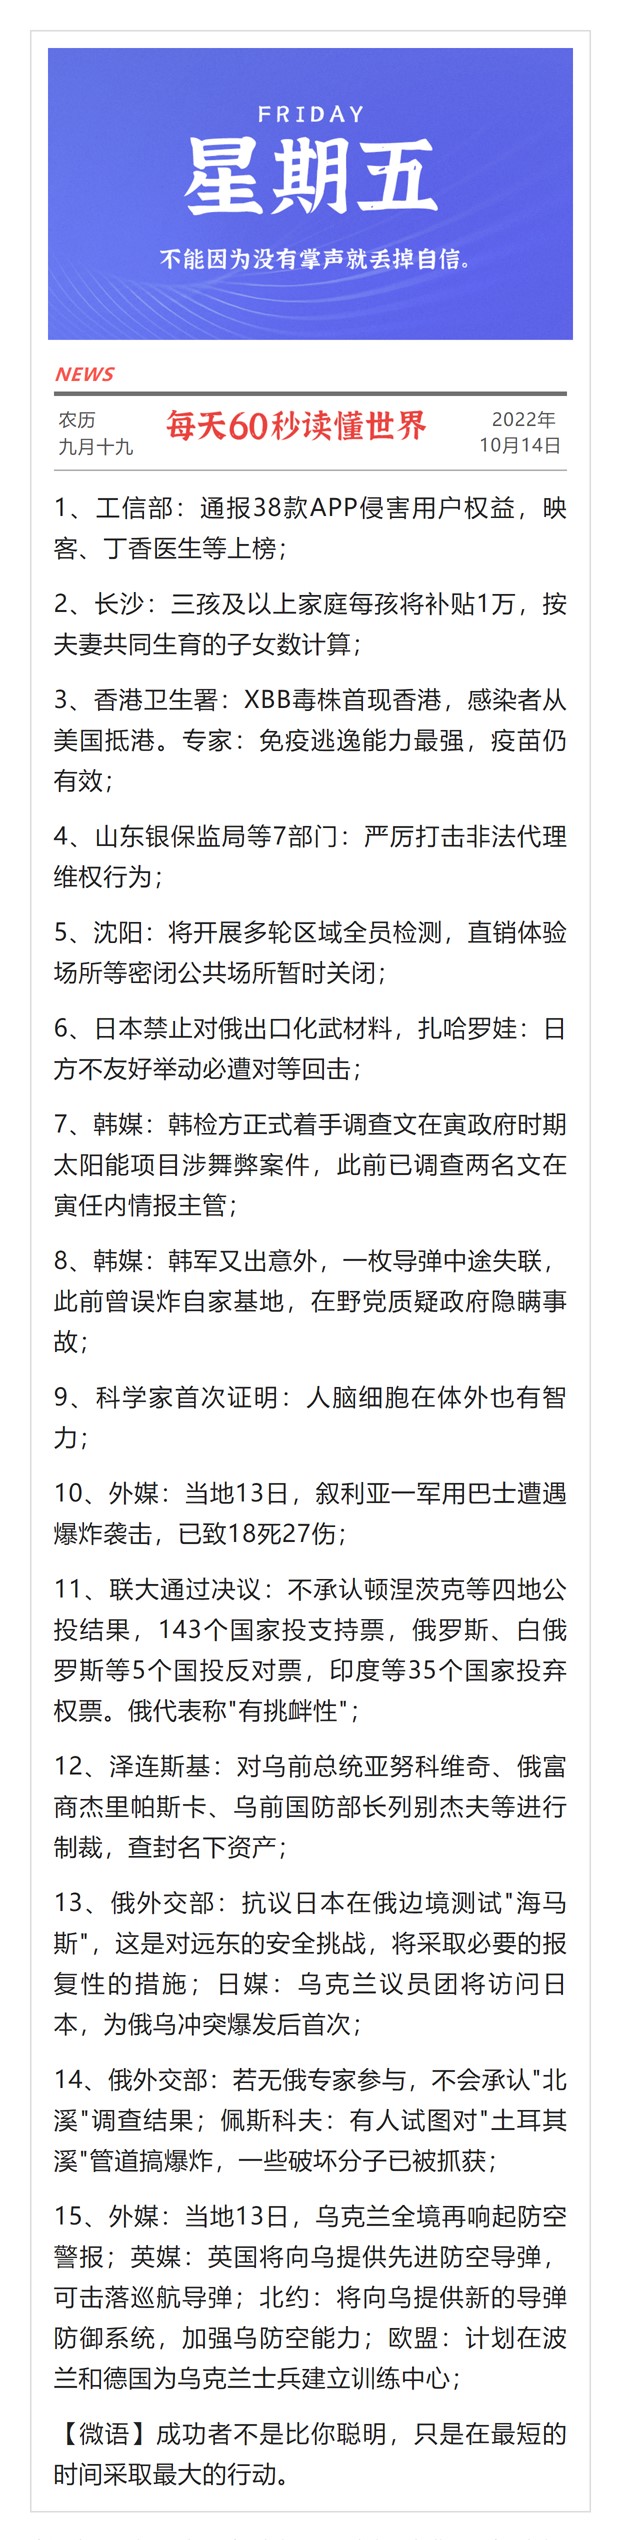 FRIDAY
星期五
不能因为没有掌声就丢掉自信。
NEWS
农历
九月十九
每天60秒读懂世界
2022年
10月14日
1、工信部：通报38款APP侵害用户权益，映
客、丁香医生等上榜；
2、长沙：三孩及以上家庭每孩将补贴1万，按
夫妻共同生育的子女数计算；
3、香港卫生署：XBB毒株首现香港，感染者从
美国抵港。专家：免疫逃逸能力最强，疫苗仍
有效；
4、山东银保监局等7部门：严厉打击非法代理
维权行为；
5、沈阳：将开展多轮区域全员检测，直销体验
场所等密闭公共场所暂时关闭；
6、日本禁止对俄出口化武材料，扎哈罗娃：日
方不友好举动必遭对等回击；
7、韩媒：韩检方正式着手调查文在寅政府时期
太阳能项目涉舞弊案件，此前已调查两名文在
寅任内情报主管；
8、韩媒：韩军又出意外，一枚导弹中途失联，
此前曾误炸自家基地，在野党质疑政府隐瞒事
故；
9、科学家首次证明：人脑细胞在体外也有智
力；
10、外媒：当地13日，叙利亚一军用巴士遭遇
爆炸袭击，已致18死27伤；
11、联大通过决议：不承认顿涅茨克等四地公
投结果，143个国家投支持票，俄罗斯、白俄
罗斯等5个国投反对票，印度等35个国家投弃
权票。俄代表称"有挑衅性"；
12、泽连斯基：对乌前总统亚努科维奇、俄富
商杰里帕斯卡、乌前国防部长列别杰夫等进行
制裁，查封名下资产；
13、俄外交部：抗议日本在俄边境测试"海马
斯"，这是对远东的安全挑战，将采取必要的报
复性的措施；日媒：乌克兰议员团将访问日
本，为俄乌冲突爆发后首次；
14、俄外交部：若无俄专家参与，不会承认"北
溪"调查结果；佩斯科夫：有人试图对"土耳其
溪"管道搞爆炸，一些破坏分子已被抓获；
15、外媒：当地13日，乌克兰全境再响起防空
警报；英媒：英国将向乌提供先进防空导弹，
可击落巡航导弹；北约：将向乌提供新的导弹
防御系统，加强乌防空能力；欧盟：计划在波
兰和德国为乌克兰士兵建立训练中心；
【微语】成功者不是比你聪明，只是在最短的
时间采取最大的行动。